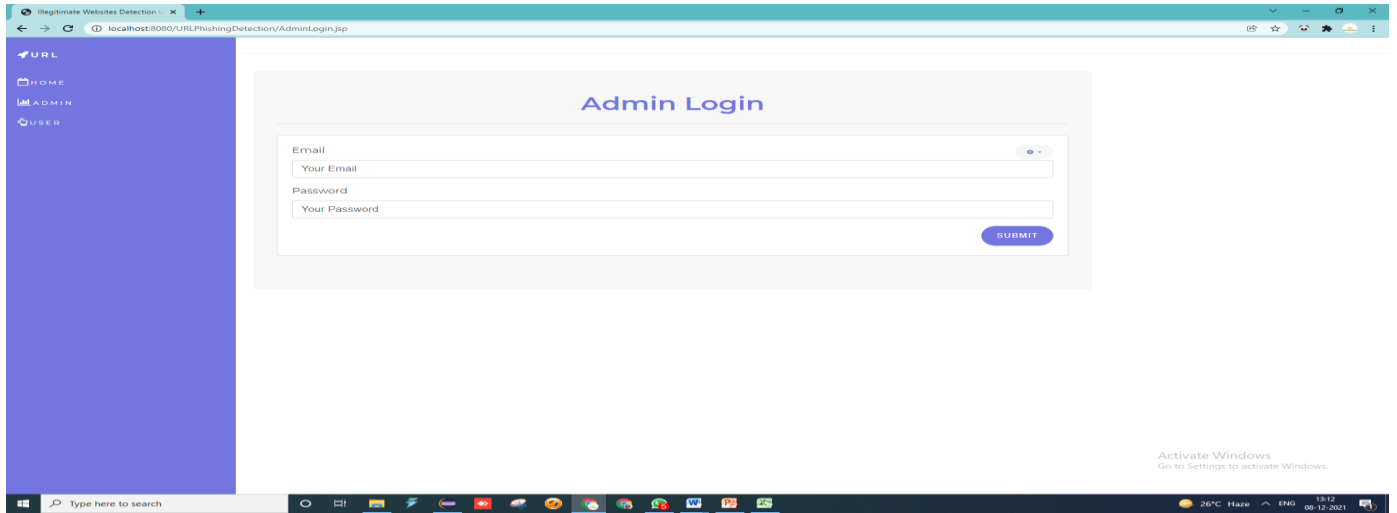 Illegitimate Websites Detection U
localhost:8080/URLPhishingDetection/AdminLogin.jsp
URL
HOME
ADMIN
USER
Admin Login
Email
Your Email
Password
Your Password
SUBMIT
Activate Windows
Go to Settings to activate Windows.
Type here to search
26°C Haze
ENG
13:12
08-12-2021